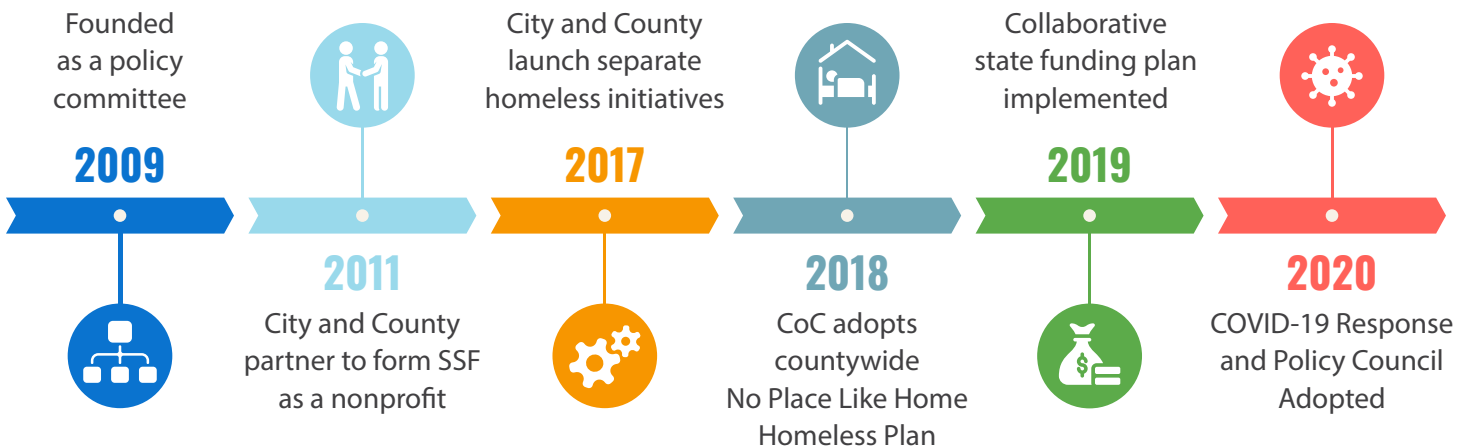 Founded
as a policy
committee
2009
2011
City and County
partner to form SSF
as a nonprofit
City and County
launch separate
homeless initiatives
2017
2018
CoC adopts
countywide
No Place Like Home
Homeless Plan
Collaborative
state funding plan
implemented
2019
$
2020
COVID-19 Response
and Policy Council
Adopted